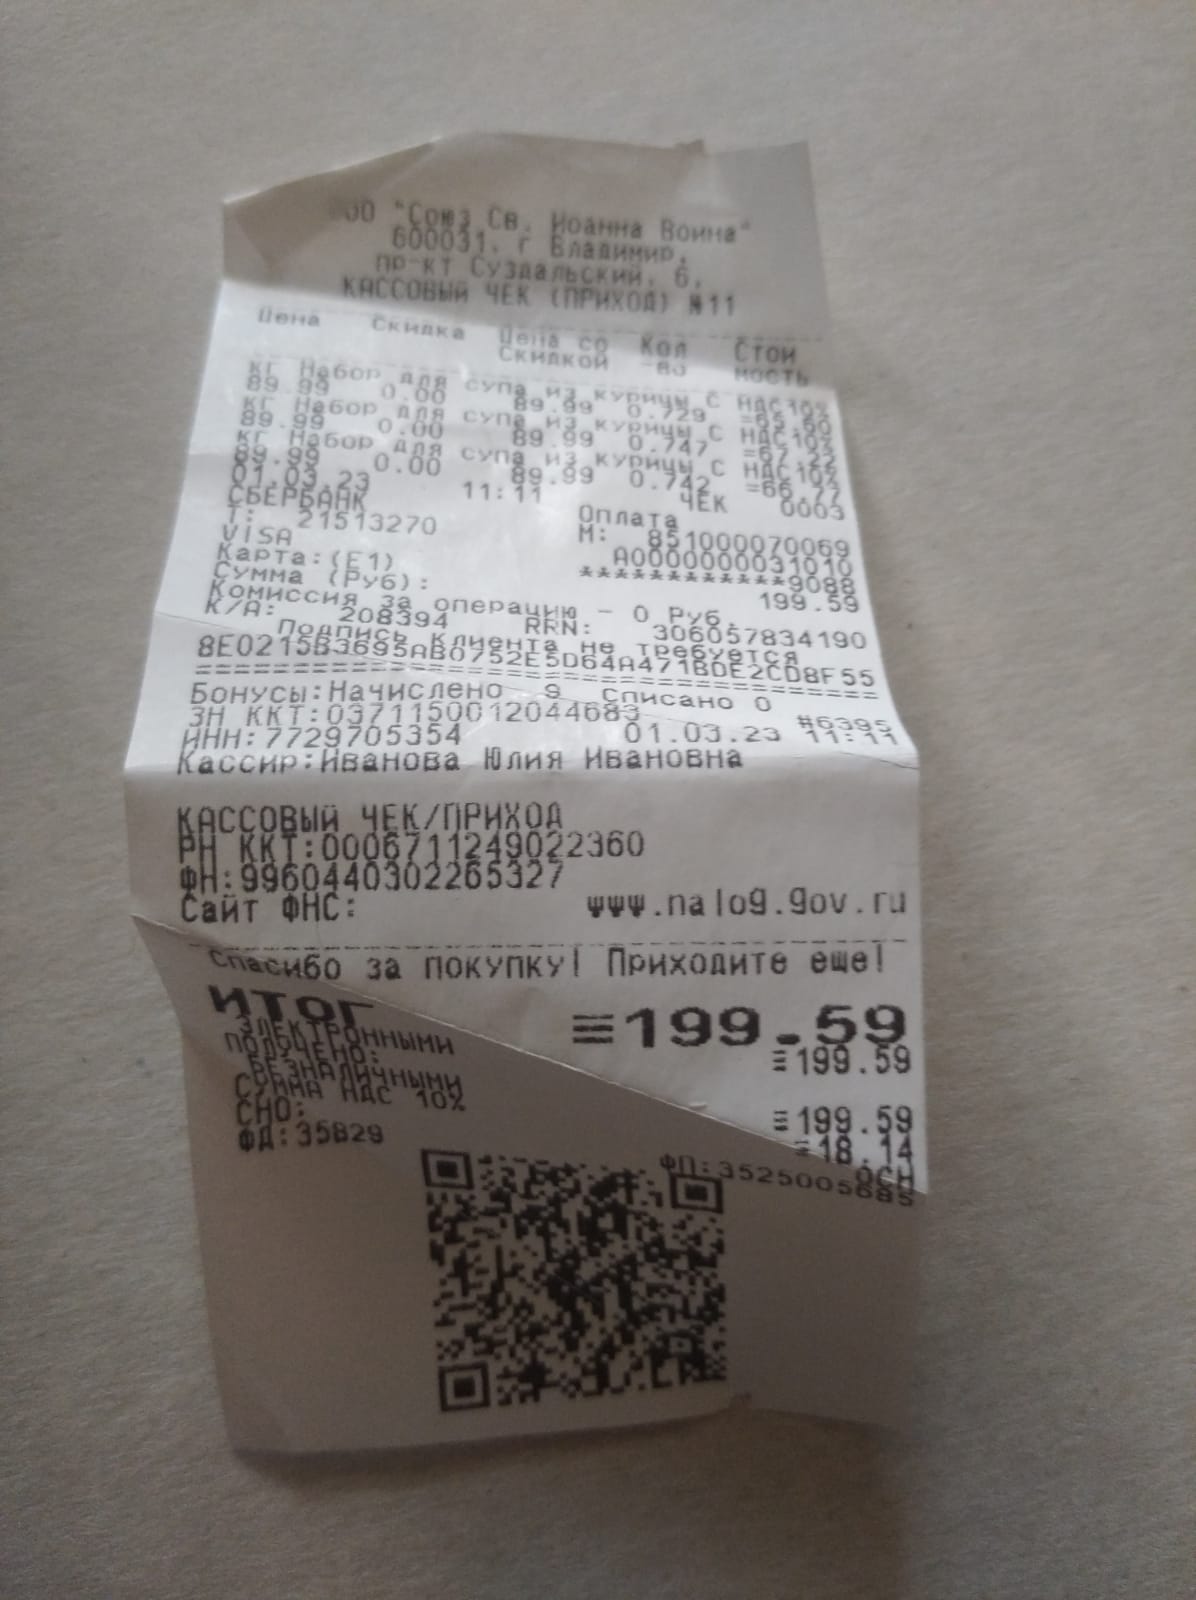 ООО "Союз Св. Иоанна Воина"
600031, г Владимир,
пр-кт Суздальский, 6,
КАССОВЫЙ ЧЕК (ПРИХОД) №11
Цена Скидка Цена со Кол Стои
Скидкой -во мость
кг Набор для супа из курицы С НДС10%
89.99 0.00 89.99 0.729 =65.60
кг Набор для супа из курицы С НДС10%
89.99 0.00 89.99 0.747 =67.22
кг Набор для супа из курицы С НДС10%
89.99 0.00 89.99 0.742 =66.77
01.03.23 11:11 ЧЕК 0003
СБЕРБАНК Оплата
Т: 21513270 М: 851000070069
VISA A0000000031010
Карта:(E1) ************9088
Сумма (Руб): 199.59
Комиссия за операцию – 0 Руб.
К/А: 208394 RRN: 306057834190
Подпись клиента не требуется
8E0215B3695AB0752E5D64A471BDE2CD8F55
======================================
Бонусы:Начислено 9 Списано 0
ЗН ККТ:0371150012044683 #6395
ИНН:7729705354 01.03.23 11:11
Кассир:Иванова Юлия Ивановна
КАССОВЫЙ ЧЕК/ПРИХОД
РН ККТ:0006711249022360
ФН:9960440302265327
Сайт ФНС: www.nalog.gov.ru
Спасибо за покупку! Приходите еще!
ИТОГ ≡199.59
ЭЛЕКТРОННЫМИ ≡199.59
ПОЛУЧЕНО:
БЕЗНАЛИЧНЫМИ ≡199.59
СУММА НДС 10% ≡18.14
СНО: ОСН
ФД:35829 ФП:3525005685